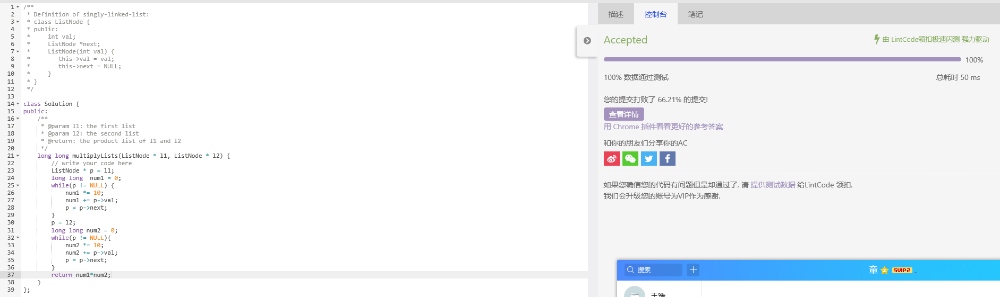 1 /**
2  * Definition of singly-linked-list:
3  * class ListNode {
4  * public:
5  *     int val;
6  *     ListNode *next;
7  *     ListNode(int val) {
8  *        this->val = val;
9  *        this->next = NULL;
10  *     }
11  * }
12  */
13
14 class Solution {
15 public:
16     /**
17      * @param l1: the first list
18      * @param l2: the second list
19      * @return: the product list of l1 and l2
20      */
21     long long multiplyLists(ListNode * l1, ListNode * l2) {
22         // write your code here
23         ListNode * p = l1;
24         long long  num1 = 0;
25         while(p != NULL) {
26             num1 *= 10;
27             num1 += p->val;
28             p = p->next;
29         }
30         p = l2;
31         long long num2 = 0;
32         while(p != NULL){
33             num2 *= 10;
34             num2 += p->val;
35             p = p->next;
36         }
37         return num1*num2;
38     }
39 };
描述 控制台 笔记
Accepted 由 LintCode领扣极速闪测 强力驱动
100%
100% 数据通过测试 总耗时 50 ms
您的提交打败了 66.21% 的提交!
查看详情
用 Chrome 插件看看更好的参考答案
和你的朋友们分享你的AC
如果您确信您的代码有问题但是却通过了, 请 提供测试数据 给LintCode 领扣.
我们会升级您的账号为VIP作为感谢.
搜索 童 SVIP2 .